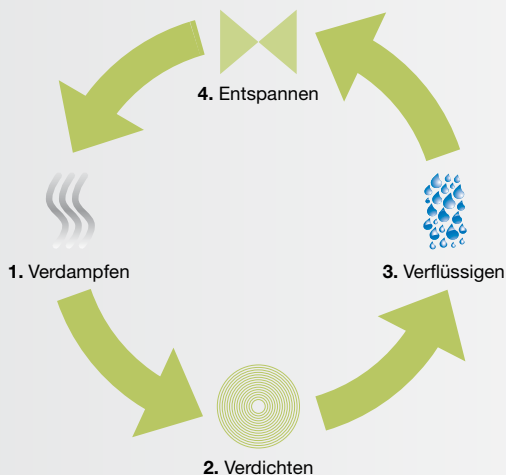 4. Entspannen
1. Verdampfen
3. Verflüssigen
2. Verdichten